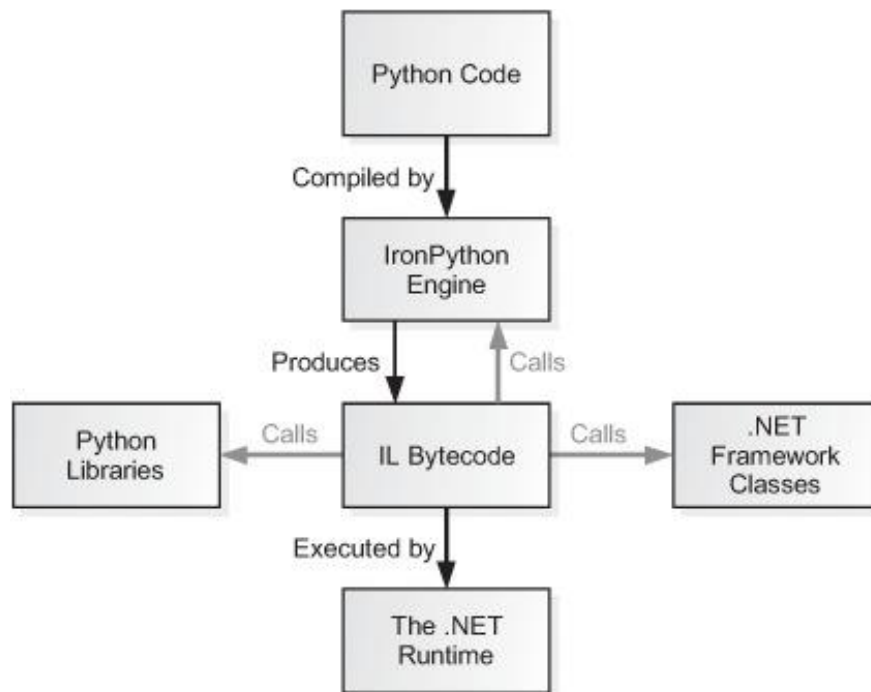 Python Code
Compiled by
IronPython
Engine
Produces
Calls
Python
Libraries
Calls
IL Bytecode
Calls
.NET
Framework
Classes
Executed by
The .NET
Runtime